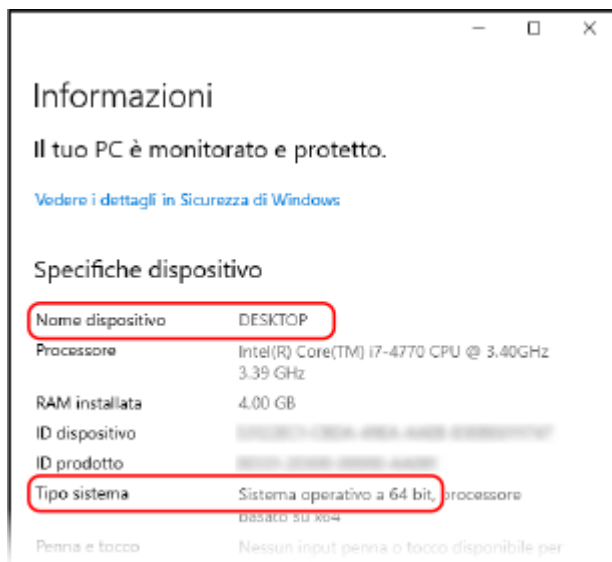 Informazioni
Il tuo PC è monitorato e protetto.
Vedere i dettagli in Sicurezza di Windows
Specifiche dispositivo
Nome dispositivo DESKTOP
Processore Intel(R) Core(TM) i7-4770 CPU @ 3.40GHz
3.39 GHz
RAM installata 4.00 GB
ID dispositivo
ID prodotto
Tipo sistema Sistema operativo a 64 bit, processore
basato su x64
Penna e tocco Nessun input penna o tocco disponibile per